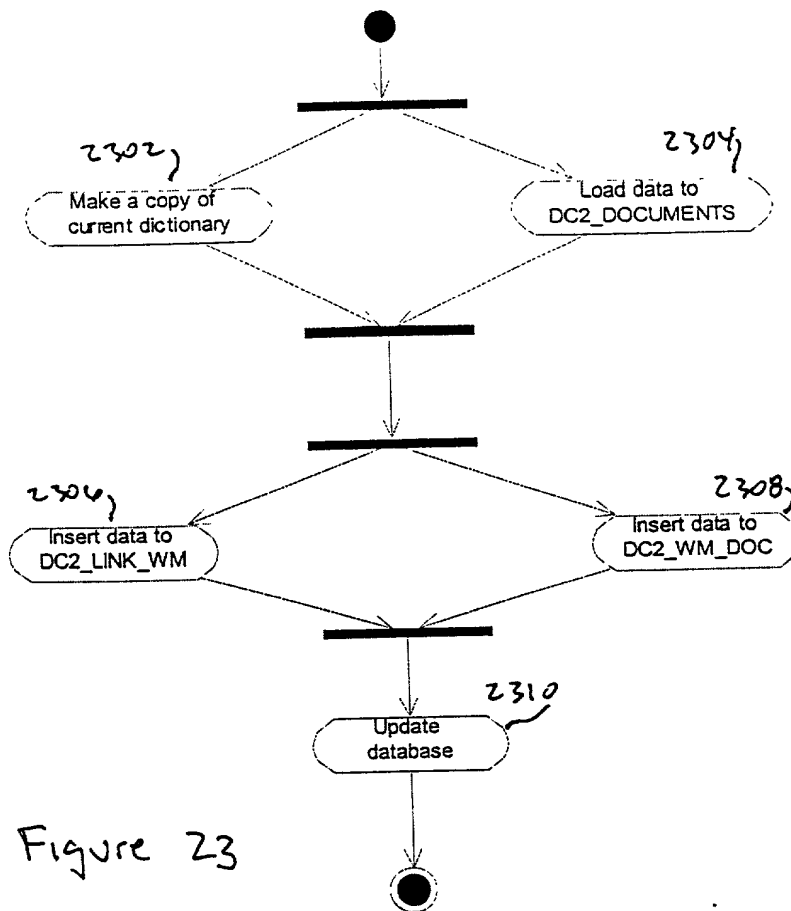 2302
2304
Make a copy of
current dictionary
Load data to
DC2_DOCUMENTS
2306
2308
Insert data to
DC2_LINK_WM
Insert data to
DC2_WM_DOC
2310
Update
database
Figure 23